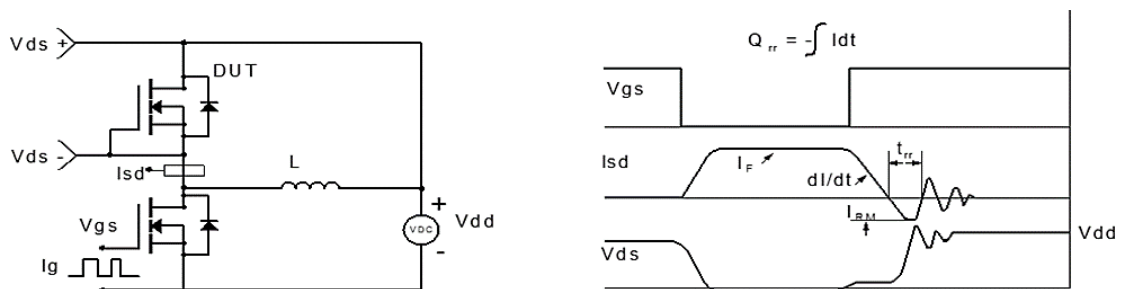 Vds +
DUT
Vds -
Isd
L
Vgs
Ig
+
VDC
-
Vdd
Q rr = - ∫ Idt
Vgs
Isd
I F
dI/dt
t rr
I RM
Vds
Vdd